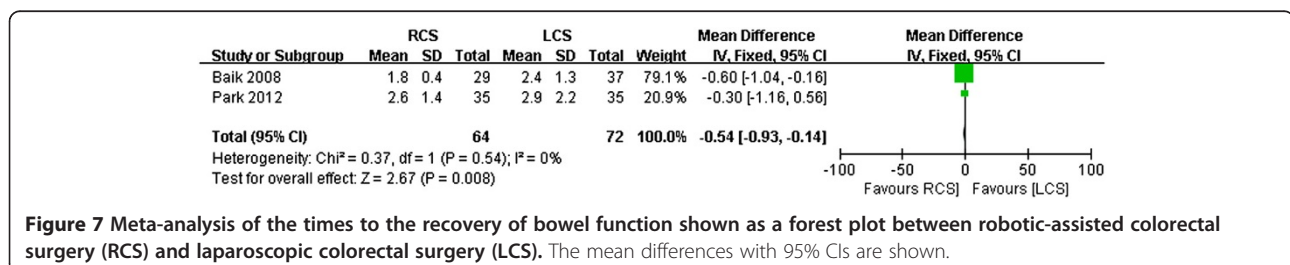 RCS LCS Mean Difference Mean Difference
Study or Subgroup Mean SD Total Mean SD Total Weight IV, Fixed, 95% CI IV, Fixed, 95% CI
Baik 2008 1.8 0.4 29 2.4 1.3 37 79.1% -0.60 [-1.04, -0.16]
Park 2012 2.6 1.4 35 2.9 2.2 35 20.9% -0.30 [-1.16, 0.56]
Total (95% CI) 64 72 100.0% -0.54 [-0.93, -0.14]
Heterogeneity: Chi² = 0.37, df = 1 (P = 0.54); I² = 0%
Test for overall effect: Z = 2.67 (P = 0.008)
-100 -50 0 50 100
Favours RCS] Favours [LCS]
Figure 7 Meta-analysis of the times to the recovery of bowel function shown as a forest plot between robotic-assisted colorectal
surgery (RCS) and laparoscopic colorectal surgery (LCS). The mean differences with 95% CIs are shown.